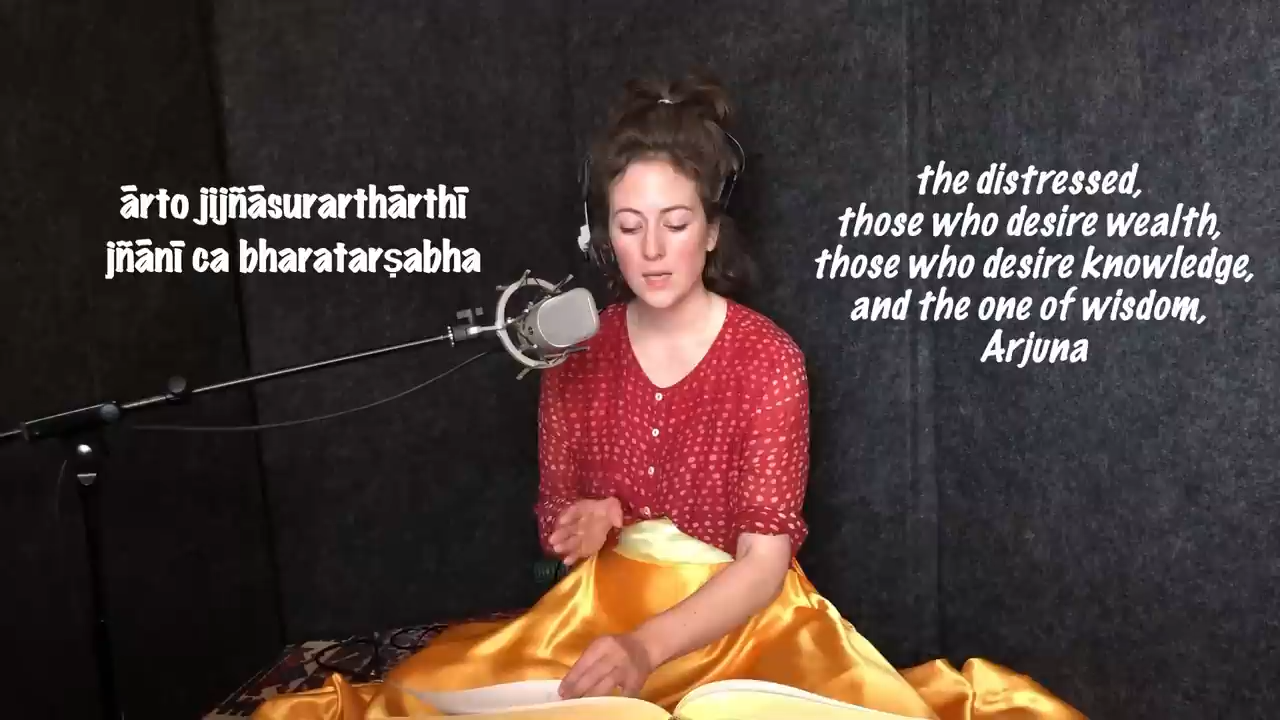 ārto jijñāsurarthārthī
jñānī ca bharatarṣabha
the distressed,
those who desire wealth,
those who desire knowledge,
and the one of wisdom,
Arjuna